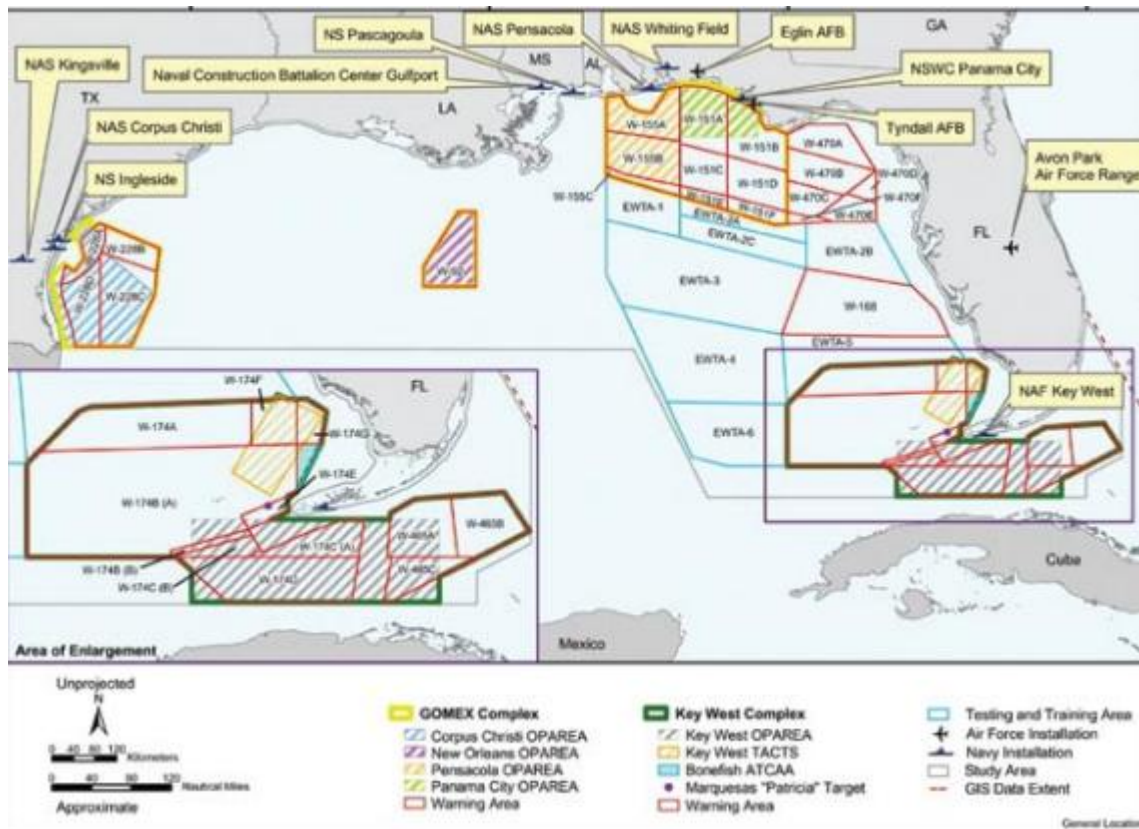 NAS Kingsville
TX
NAS Corpus Christi
NS Ingleside
NS Pascagoula
MS
Naval Construction Battalion Center Gulfport
LA
NAS Pensacola
AL
NAS Whiting Field
Eglin AFB
GA
NSWC Panama City
Tyndall AFB
Avon Park
Air Force Range
FL
W-155A
W-151A
W-155B
W-151B
W-151C
W-151D
W-155C
W-151E
W-151F
W-470A
W-470B
W-470C
W-470D
W-470E
W-470F
EWTA-1
EWTA-2A
EWTA-2C
EWTA-2B
EWTA-3
W-168
EWTA-4
EWTA-5
EWTA-6
W-228A
W-228B
W-228D
W-228C
NAF Key West
Cuba
Mexico
W-174F
FL
W-174A
W-174G
W-174E
W-174B (A)
W-174C (A)
W-465A
W-465B
W-465C
W-174B (B)
W-174C (B)
W-174D
Area of Enlargement
Unprojected
N
0 40 80 120
Kilometers
0 40 80 120
Nautical Miles
Approximate
GOMEX Complex
Corpus Christi OPAREA
New Orleans OPAREA
Pensacola OPAREA
Panama City OPAREA
Warning Area
Key West Complex
Key West OPAREA
Key West TACTS
Bonefish ATCAA
Marquesas "Patricia" Target
Warning Area
Testing and Training Area
Air Force Installation
Navy Installation
Study Area
GIS Data Extent
General Locatio